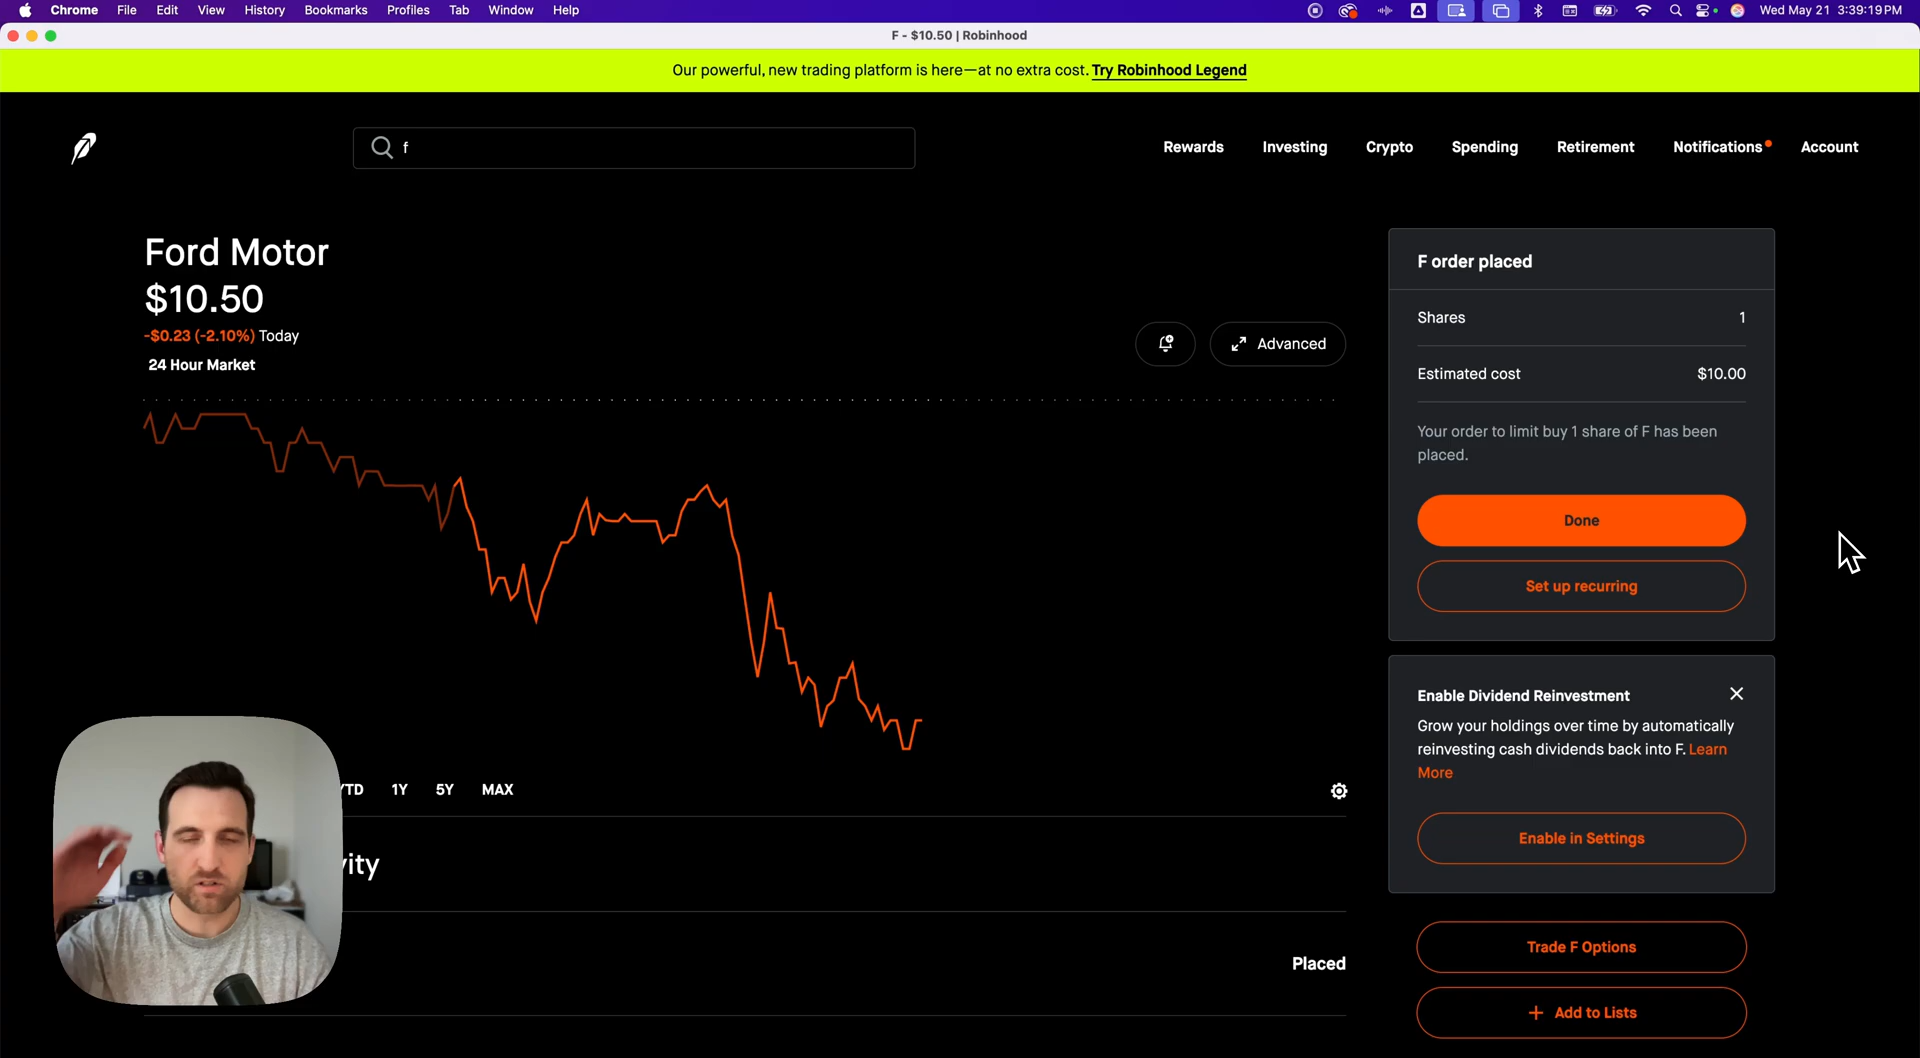 Chrome File Edit View History Bookmarks Profiles Tab Window Help
Wed May 21 3:39:19 PM
F - $10.50 | Robinhood
Our powerful, new trading platform is here—at no extra cost. Try Robinhood Legend
f
Rewards Investing Crypto Spending Retirement Notifications Account
Ford Motor
$10.50
-$0.23 (-2.10%) Today
24 Hour Market
Advanced
YTD 1Y 5Y MAX
vity
Placed
F order placed
Shares 1
Estimated cost $10.00
Your order to limit buy 1 share of F has been
placed.
Done
Set up recurring
Enable Dividend Reinvestment
Grow your holdings over time by automatically
reinvesting cash dividends back into F. Learn
More
Enable in Settings
Trade F Options
+ Add to Lists